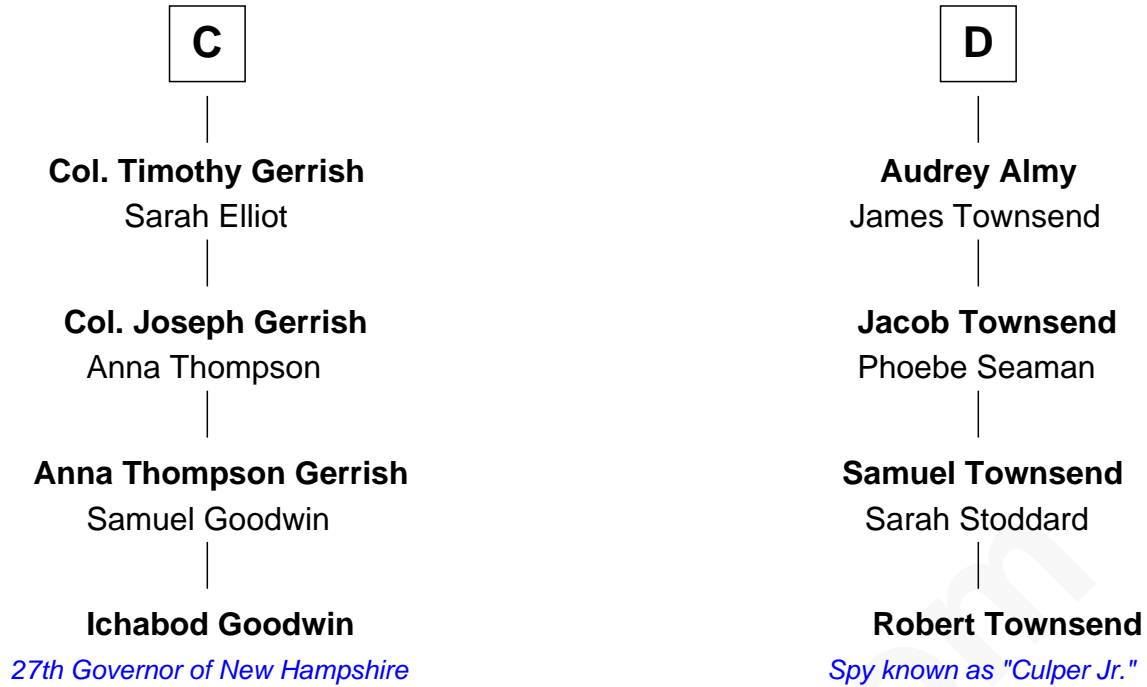 C
Col. Timothy Gerrish
Sarah Elliot
Col. Joseph Gerrish
Anna Thompson
Anna Thompson Gerrish
Samuel Goodwin
Ichabod Goodwin
27th Governor of New Hampshire
D
Audrey Almy
James Townsend
Jacob Townsend
Phoebe Seaman
Samuel Townsend
Sarah Stoddard
Robert Townsend
Spy known as "Culper Jr."